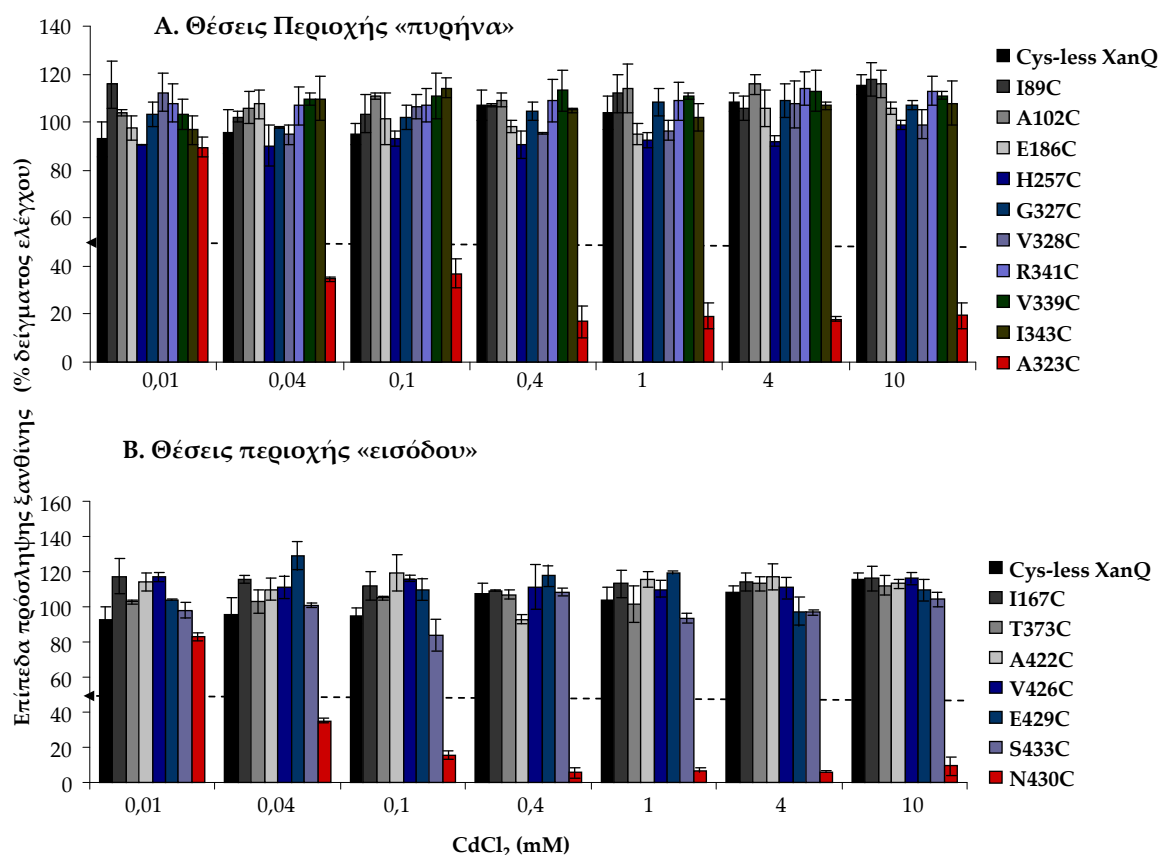 Επίπεδα πρόσληψης ξανθίνης (% δείγματος ελέγχου)
A. Θέσεις Περιοχής «πυρήνα»
140
120
100
80
60
40
20
0
0,01 0,04 0,1 0,4 1 4 10
Cys-less XanQ
I89C
A102C
E186C
H257C
G327C
V328C
R341C
V339C
I343C
A323C
B. Θέσεις περιοχής «εισόδου»
160
140
120
100
80
60
40
20
0
0,01 0,04 0,1 0,4 1 4 10
CdCl₂ (mM)
Cys-less XanQ
I167C
T373C
A422C
V426C
E429C
S433C
N430C